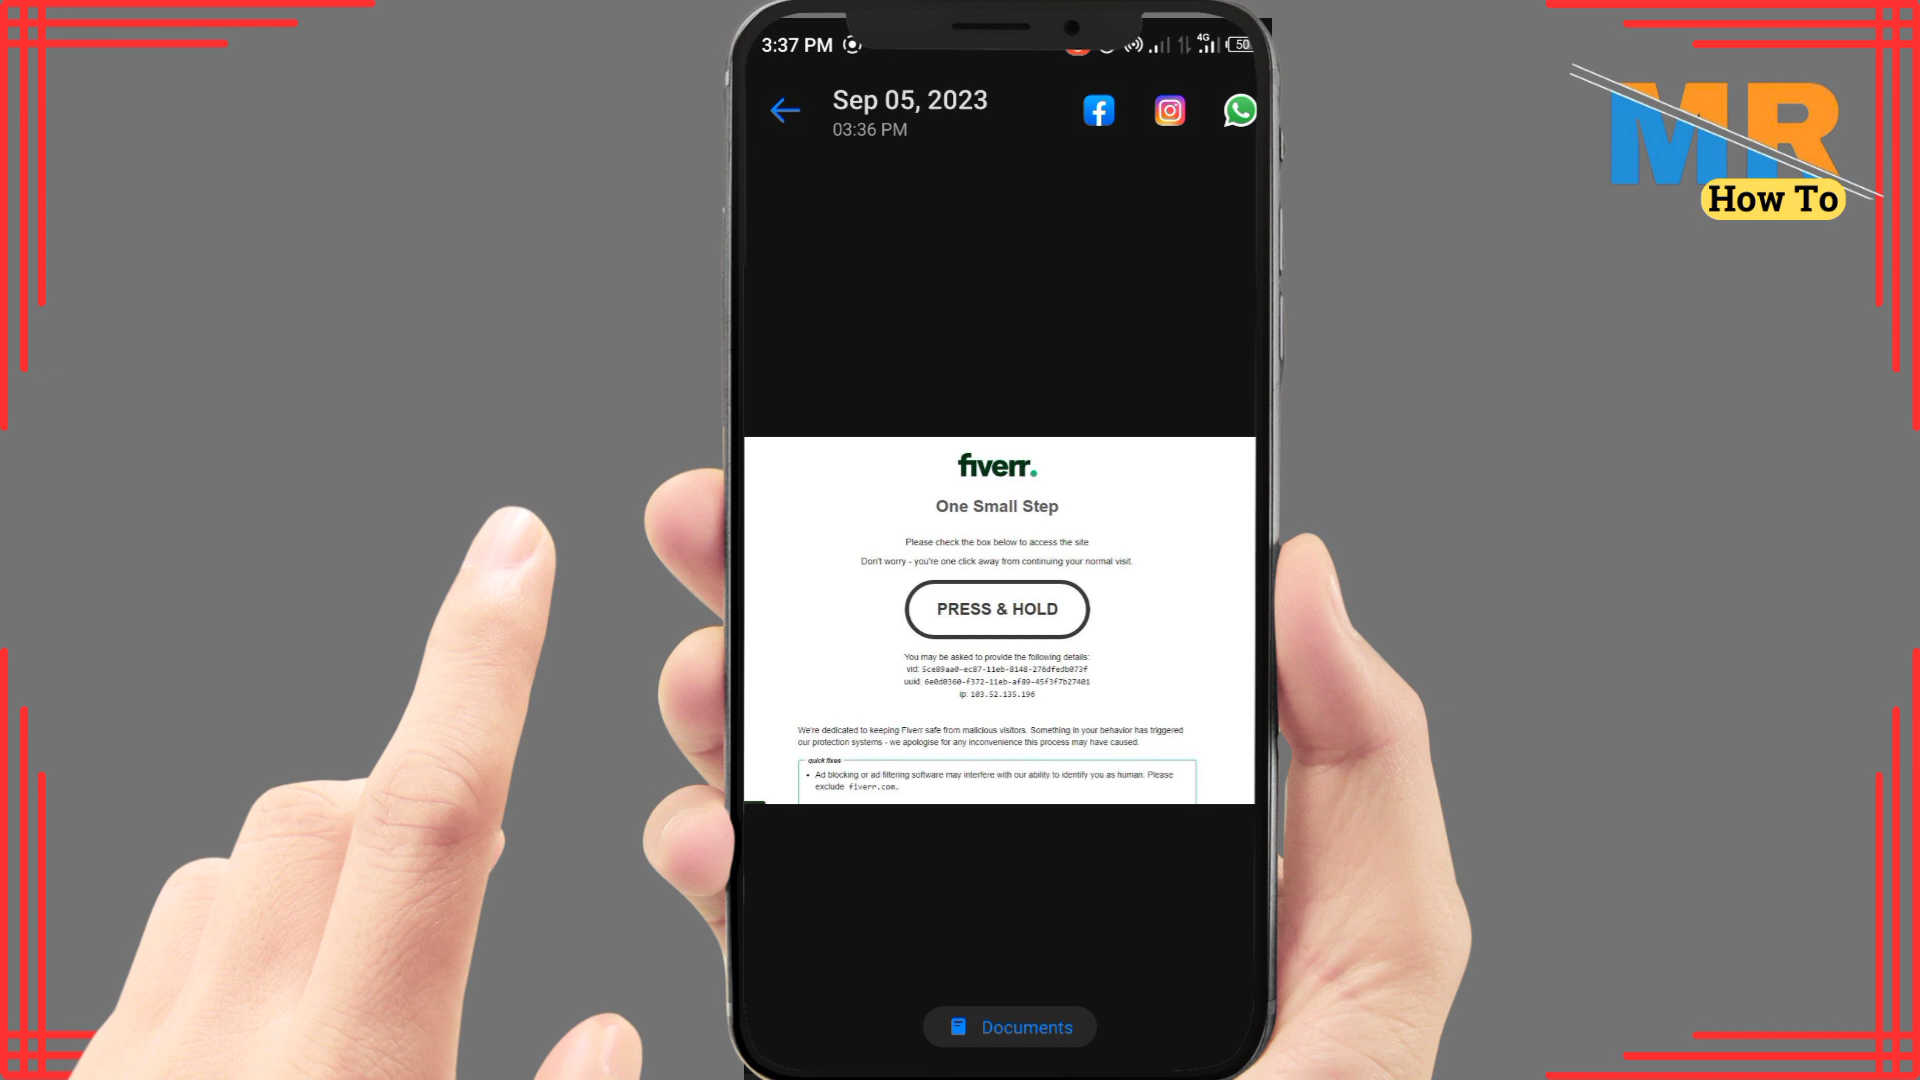 3:37 PM
4G
50
Sep 05, 2023
03:36 PM
MR
How To
fiverr.
One Small Step
Please check the box below to access the site
Don't worry - you're one click away from continuing your normal visit.
PRESS & HOLD
You may be asked to provide the following details:
vid: 5ce89aa0-ec87-11eb-8148-276dfedb073f
uuid: 6e0d0360-f372-11eb-af89-45f3f7b27401
ip: 103.52.135.196
We're dedicated to keeping Fiverr safe from malicious visitors. Something in your behavior has triggered
our protection systems - we apologise for any inconvenience this process may have caused.
quick fixes
• Ad blocking or ad filtering software may interfere with our ability to identify you as human. Please
exclude fiverr.com.
Documents